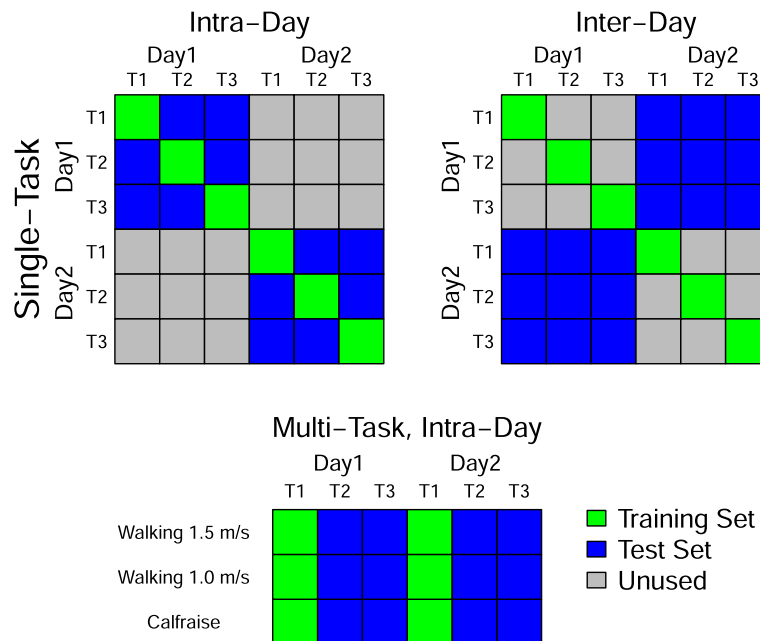 Intra-Day
Day1 Day2
T1 T2 T3 T1 T2 T3
Single-Task
Day1
T1
T2
T3
Day2
T1
T2
T3
Inter-Day
Day1 Day2
T1 T2 T3 T1 T2 T3
Day1
T1
T2
T3
Day2
T1
T2
T3
Multi-Task, Intra-Day
Day1 Day2
T1 T2 T3 T1 T2 T3
Walking 1.5 m/s
Walking 1.0 m/s
Calfraise
Training Set
Test Set
Unused